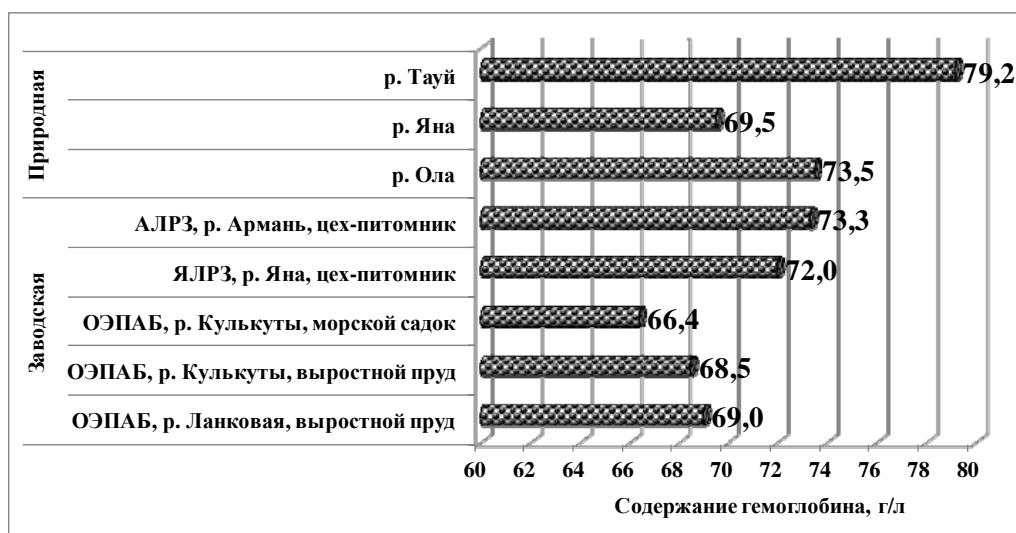 Природная
р. Тауй
79,2
р. Яна
69,5
р. Ола
73,5
Заводская
АЛРЗ, р. Армань, цех-питомник
73,3
ЯЛРЗ, р. Яна, цех-питомник
72,0
ОЭПАБ, р. Кулькуты, морской садок
66,4
ОЭПАБ, р. Кулькуты, выростной пруд
68,5
ОЭПАБ, р. Ланковая, выростной пруд
69,0
60 62 64 66 68 70 72 74 76 78 80
Содержание гемоглобина, г/л